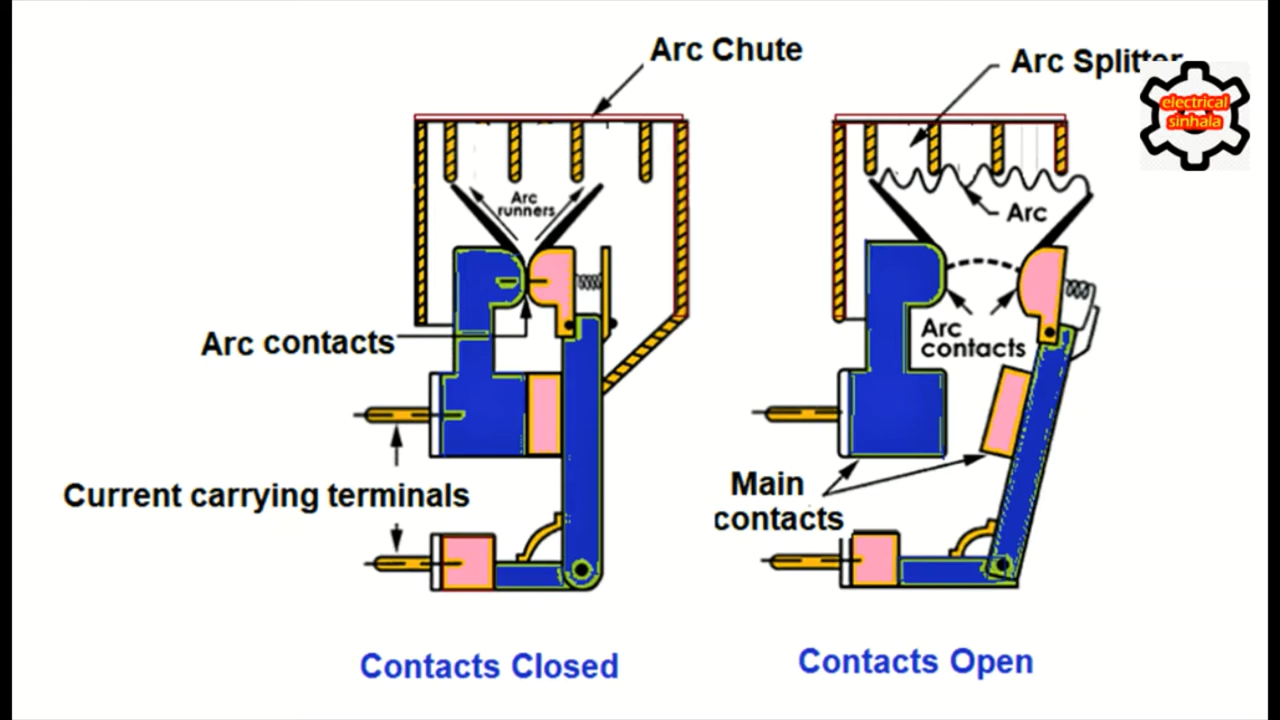 Arc Chute
Arc Splitter
electrical
sinhala
Arc
runners
Arc
Arc contacts
Arc
contacts
Current carrying terminals
Main
contacts
Contacts Closed
Contacts Open